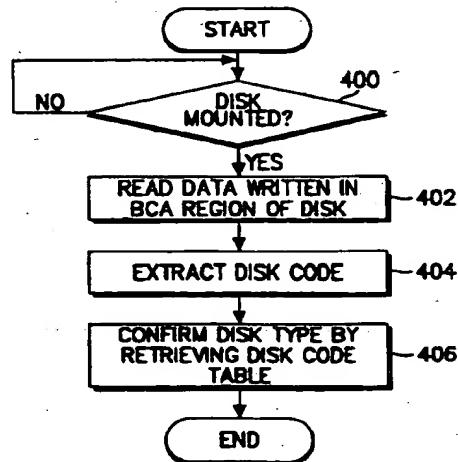 START
400
NO
DISK
MOUNTED?
YES
READ DATA WRITTEN IN
BCA REGION OF DISK
402
EXTRACT DISK CODE
404
CONFIRM DISK TYPE BY
RETRIEVING DISK CODE
TABLE
406
END